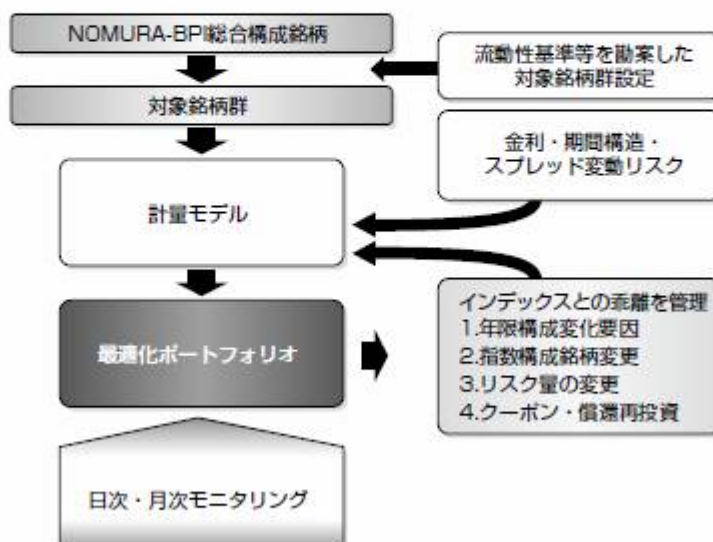 NOMURA-BPI総合構成銘柄
流動性基準等を勘案した
対象銘柄群設定
対象銘柄群
金利・期間構造・
スプレッド変動リスク
計量モデル
インデックスとの乖離を管理
1.年限構成変化要因
2.指数構成銘柄変更
3.リスク量の変更
4.クーポン・償還再投資
最適化ポートフォリオ
日次・月次モニタリング